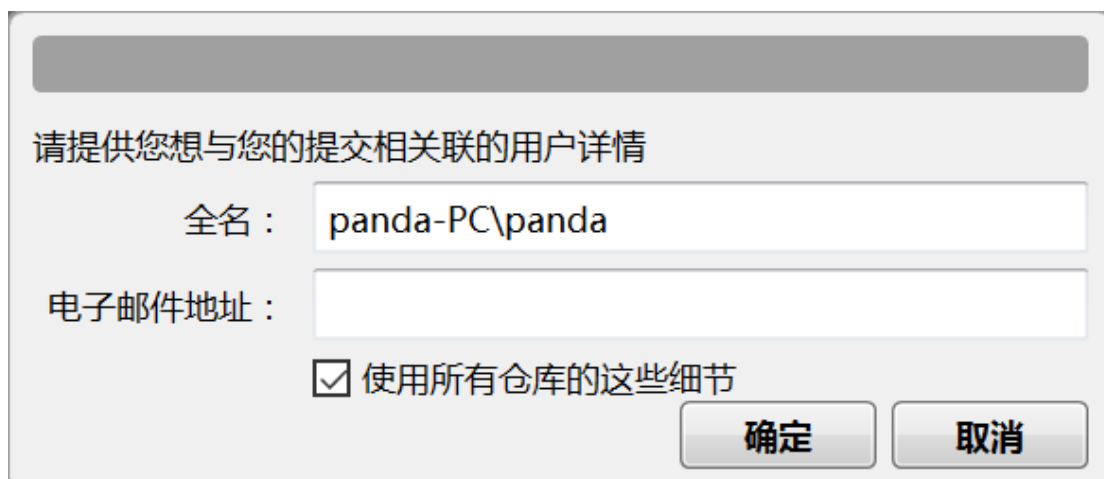 请提供您想与您的提交相关联的用户详情
全名： panda-PC\panda
电子邮件地址：
使用所有仓库的这些细节
确定 取消